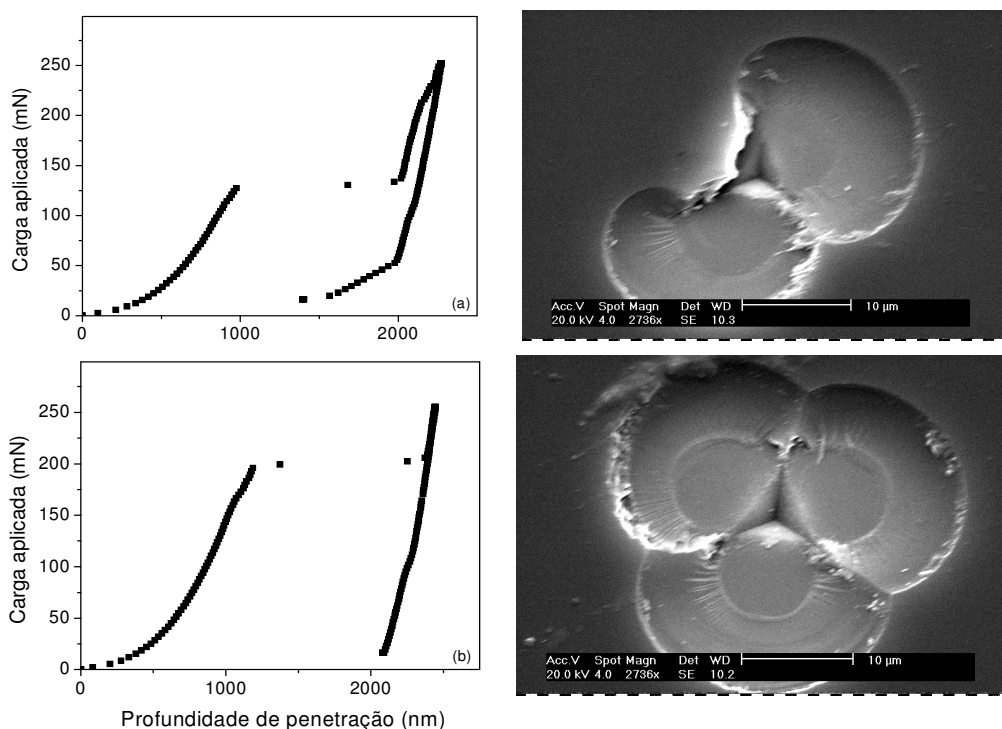 250
200
150
100
50
0
Carga aplicada (mN)
0
1000
2000
(a)
Acc.V Spot Magn Det WD
20.0 kV 4.0 2736x SE 10.3
10 µm
250
200
150
100
50
0
Carga aplicada (mN)
0
1000
2000
(b)
Profundidade de penetração (nm)
Acc.V Spot Magn Det WD
20.0 kV 4.0 2736x SE 10.2
10 µm